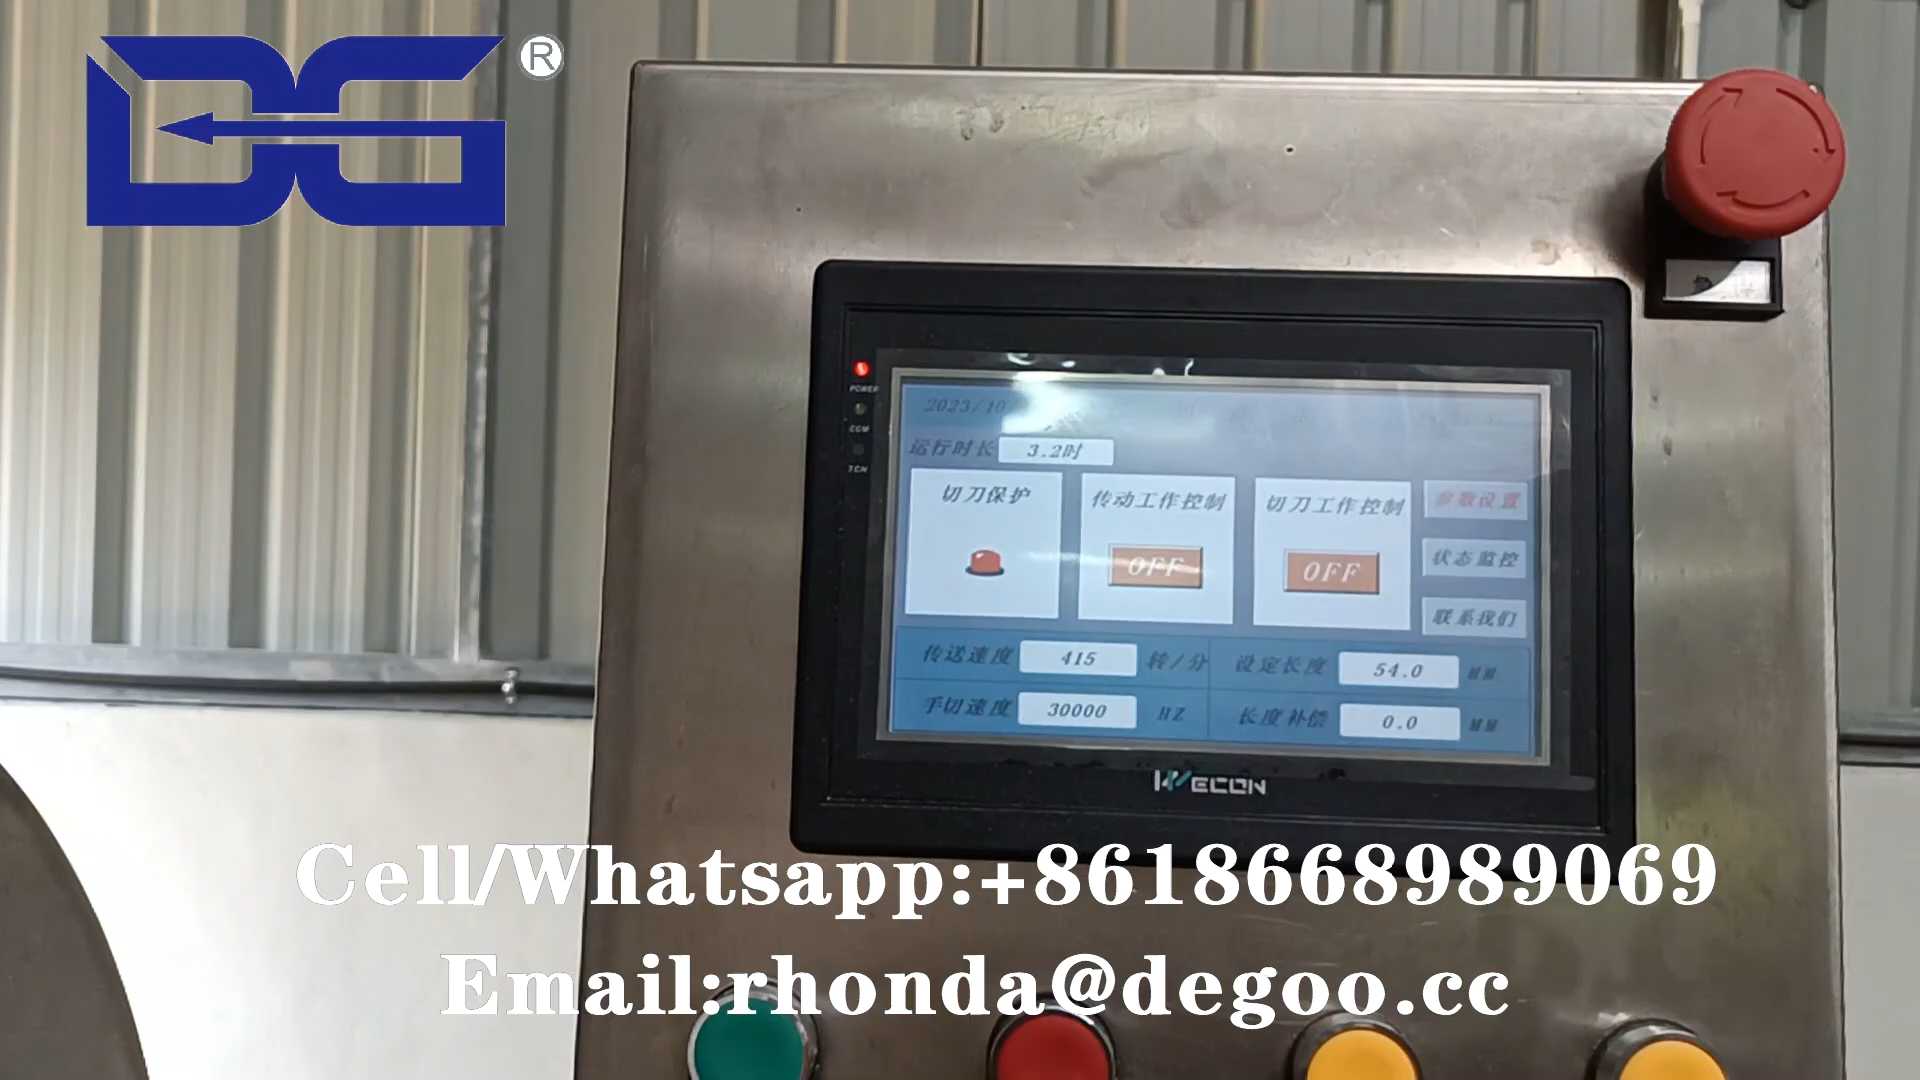 DG ®
2023/10
运行时长 3.2时
切刀保护 传动工作控制 切刀工作控制 参数设置
OFF OFF
状态监控
联系我们
传送速度 415 转/分 设定长度 54.0 MM
手切速度 30000 HZ 长度补偿 0.0 MM
POWER
COM
WECON
Cell/Whatsapp:+8618668989069
Email:rhonda@degoo.cc